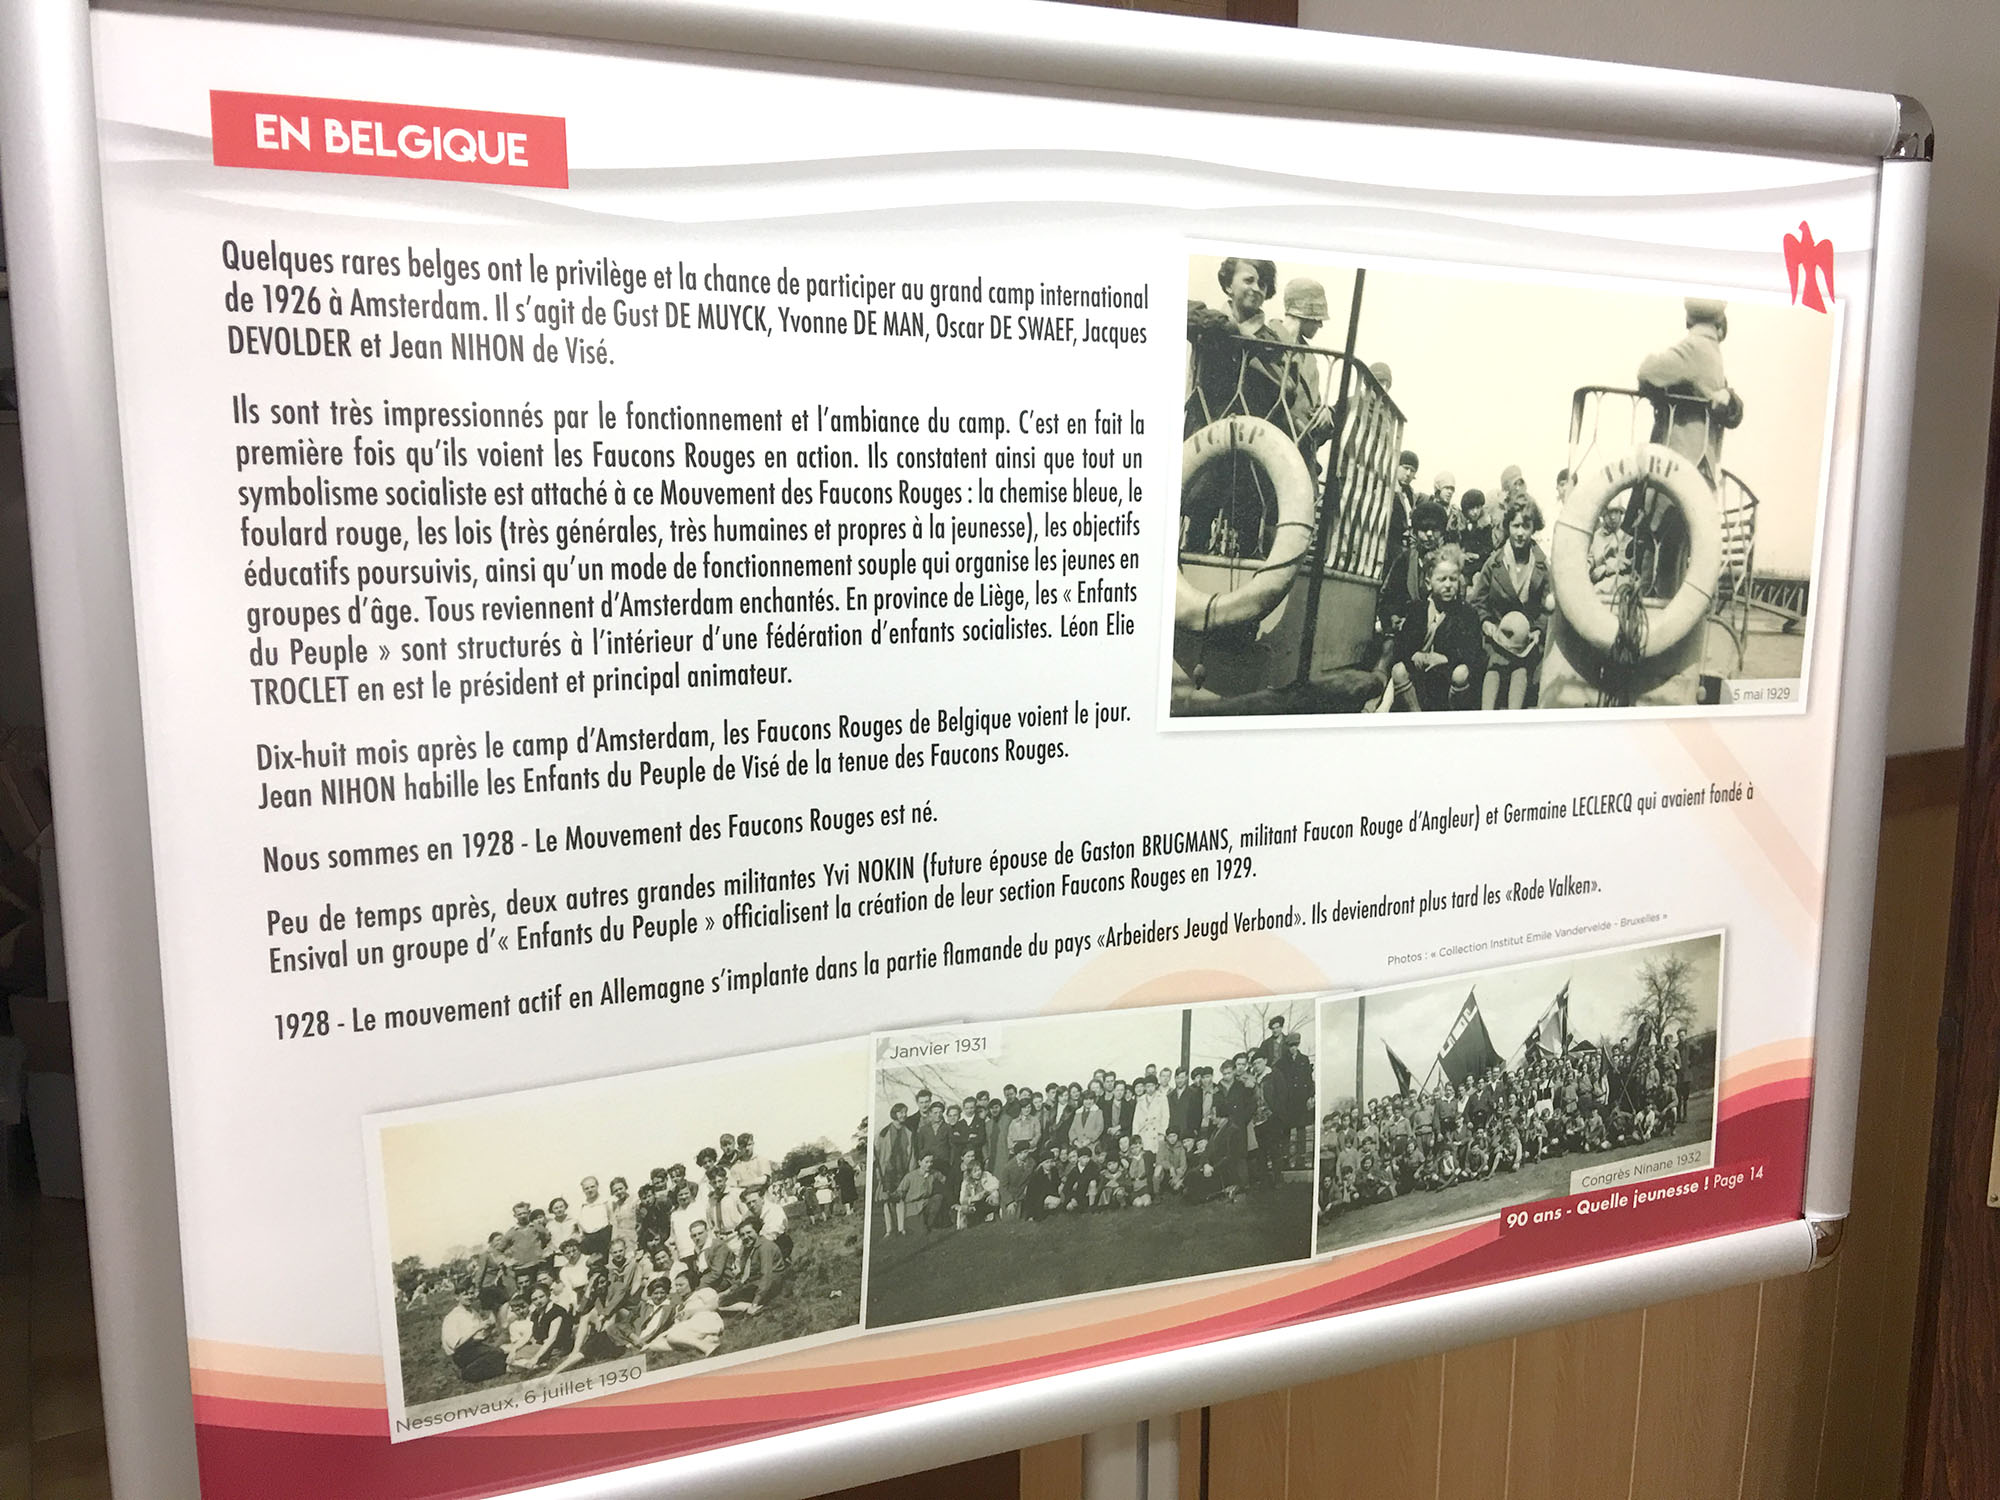 EN BELGIQUE
Quelques rares belges ont le privilège et la chance de participer au grand camp international
de 1926 à Amsterdam. Il s'agit de Gust DE MUYCK, Yvonne DE MAN, Oscar DE SWAEF, Jacques
DEVOLDER et Jean NIHON de Visé.
Ils sont très impressionnés par le fonctionnement et l'ambiance du camp. C'est en fait la
première fois qu'ils voient les Faucons Rouges en action. Ils constatent ainsi que tout un
symbolisme socialiste est attaché à ce Mouvement des Faucons Rouges : la chemise bleue, le
foulard rouge, les lois (très générales, très humaines et propres à la jeunesse), les objectifs
éducatifs poursuivis, ainsi qu'un mode de fonctionnement souple qui organise les jeunes en
groupes d'âge. Tous reviennent d'Amsterdam enchantés. En province de Liège, les « Enfants
du Peuple » sont structurés à l'intérieur d'une fédération d'enfants socialistes. Léon Elie
TROCLET en est le président et principal animateur.
Dix-huit mois après le camp d'Amsterdam, les Faucons Rouges de Belgique voient le jour.
Jean NIHON habille les Enfants du Peuple de Visé de la tenue des Faucons Rouges.
Nous sommes en 1928 - Le Mouvement des Faucons Rouges est né.
Peu de temps après, deux autres grandes militantes Yvi NOKIN (future épouse de Gaston BRUGMANS, militant Faucon Rouge d'Angleur) et Germaine LECLERCQ qui avaient fondé à
Ensival un groupe d'« Enfants du Peuple » officialisent la création de leur section Faucons Rouges en 1929.
1928 - Le mouvement actif en Allemagne s'implante dans la partie flamande du pays «Arbeiders Jeugd Verbond». Ils deviendront plus tard les «Rode Valken».
Photos : « Collection Institut Emile Vandervelde - Bruxelles »
T.C.R.P
T.C.R.P
5 mai 1929
Nessonvaux, 6 juillet 1930
Janvier 1931
Congrès Ninane 1932
90 ans - Quelle jeunesse ! Page 14